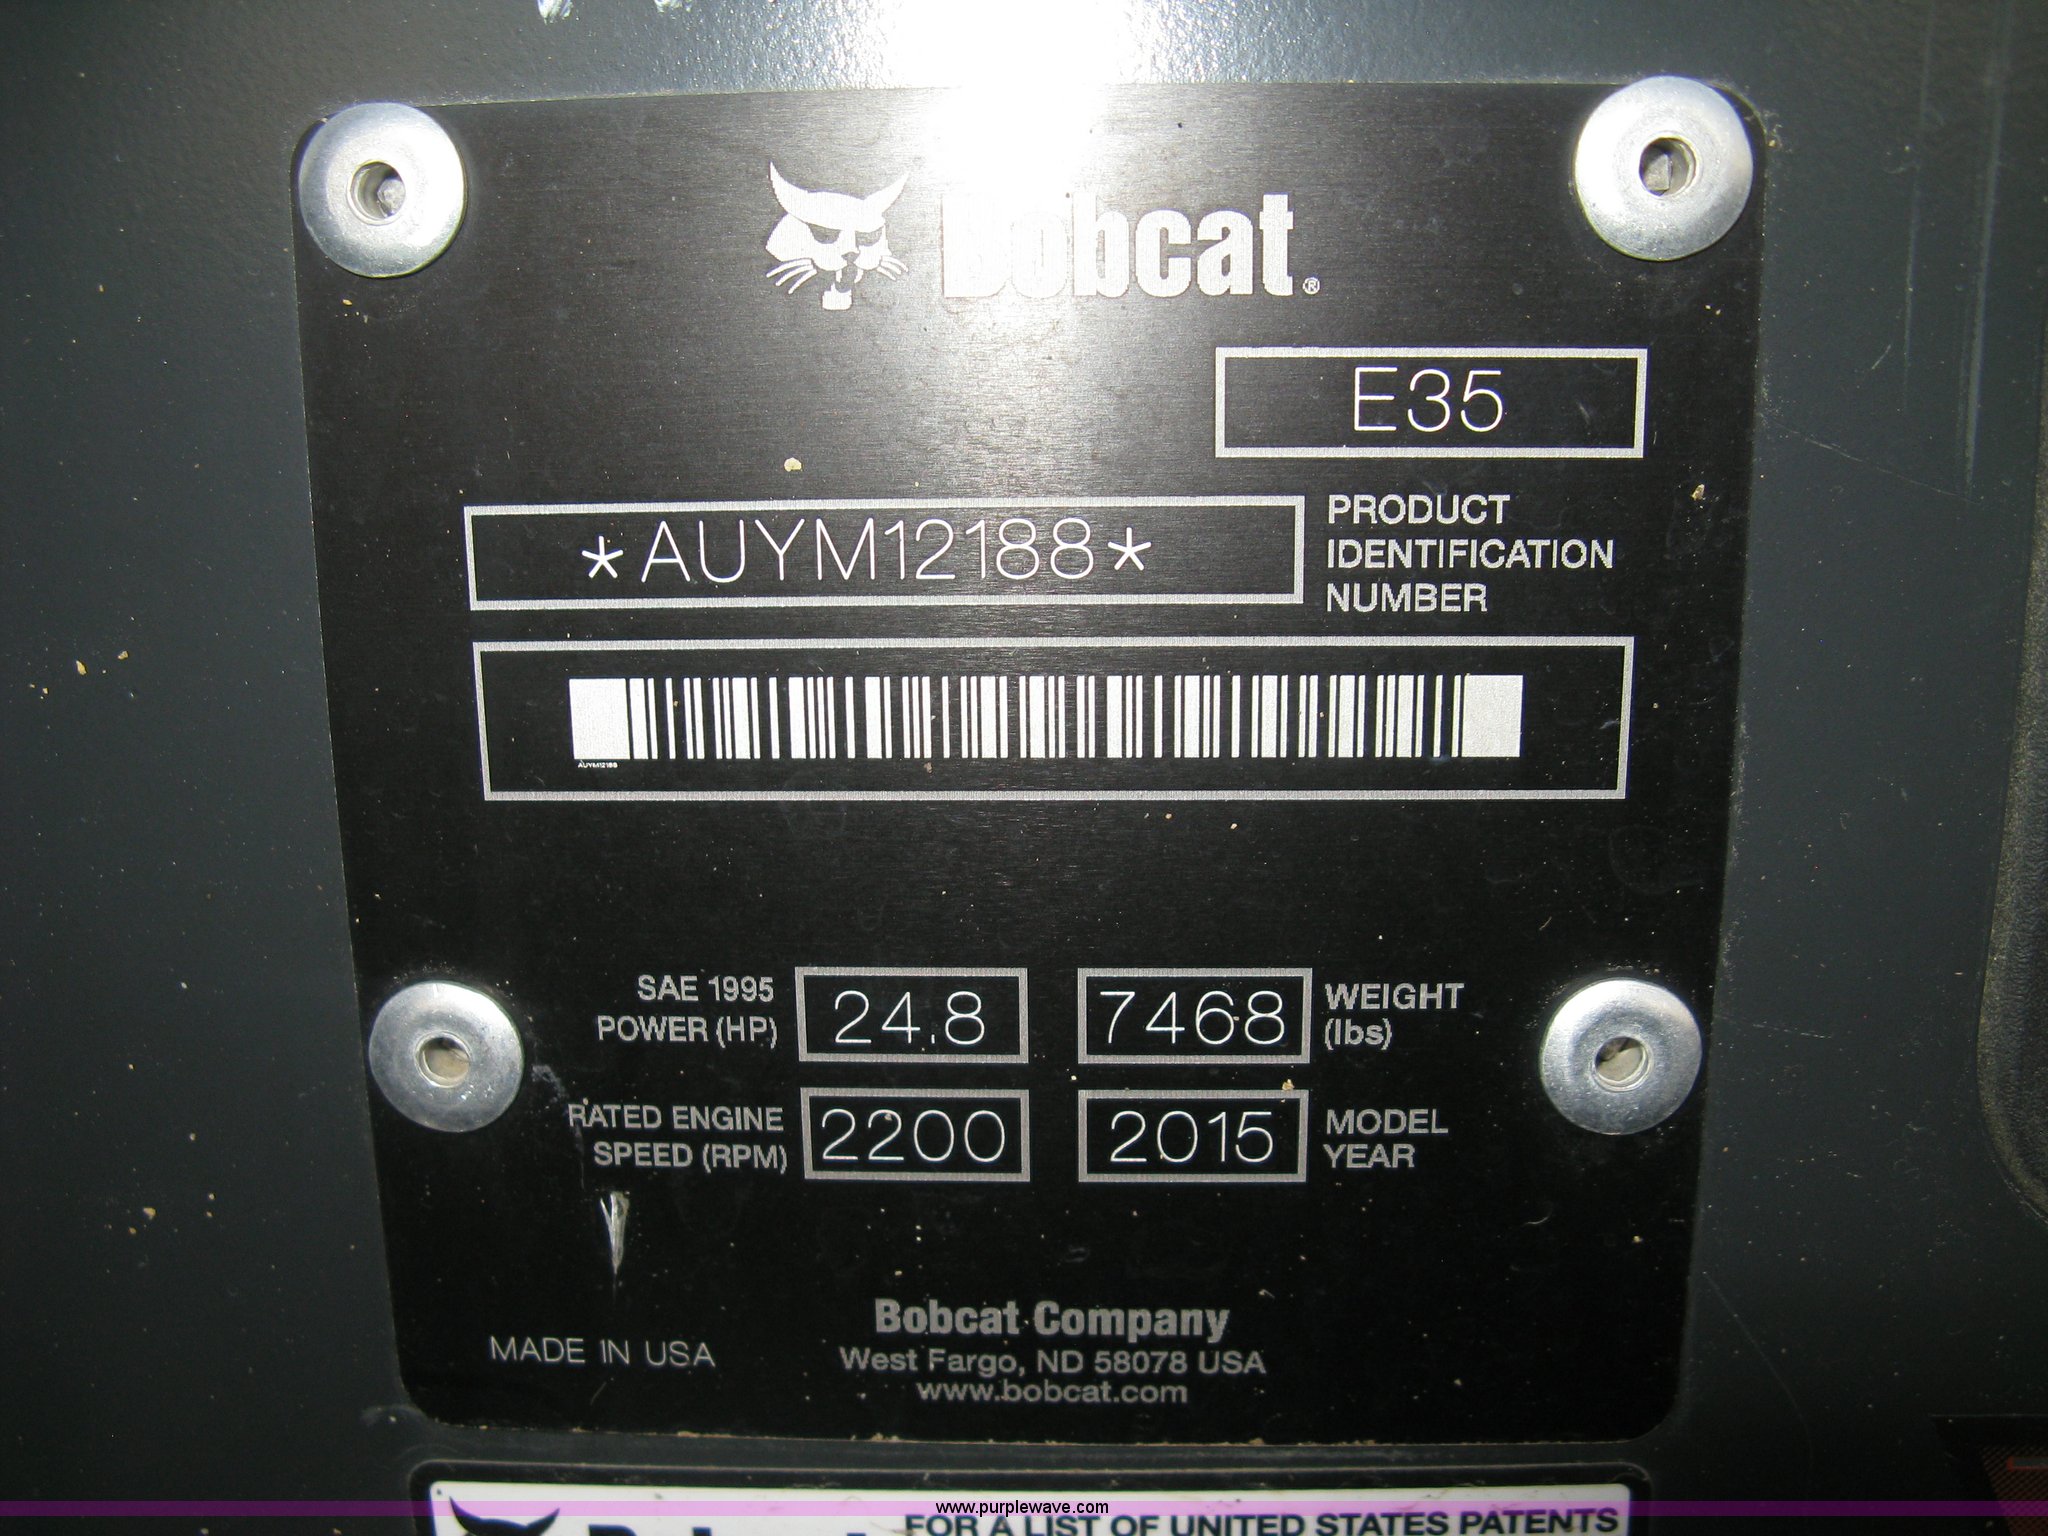 Bobcat®
E35
*AUYM12188*
PRODUCT
IDENTIFICATION
NUMBER
AUYM12188
SAE 1995
POWER (HP)
24.8
7468
WEIGHT
(lbs)
RATED ENGINE
SPEED (RPM)
2200
2015
MODEL
YEAR
MADE IN USA
Bobcat Company
West Fargo, ND 58078 USA
www.bobcat.com
www.purplewave.com
Bobcat
FOR A LIST OF UNITED STATES PATENTS